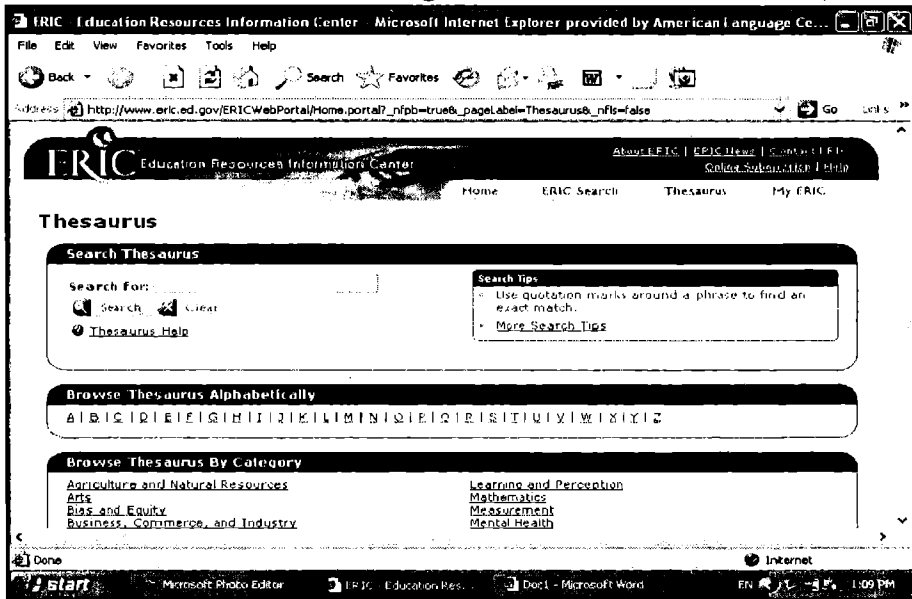 ERIC - Education Resources Information Center - Microsoft Internet Explorer provided by American Language Ce...
File Edit View Favorites Tools Help
Back Search Favorites
Address http://www.eric.ed.gov/ERICWebPortal/Home.portal?_nfpb=true&_pageLabel=Thesaurus&_nfls=false Go Links »
ERIC Education Resources Information Center
About ERIC | ERIC News | Contact
Online Submission | Help
Home ERIC Search Thesaurus My ERIC
Thesaurus
Search Thesaurus
Search For:
Search Clear
Thesaurus Help
Search Tips
Use quotation marks around a phrase to find an
exact match.
More Search Tips
Browse Thesaurus Alphabetically
A | B | C | D | E | F | G | H | I | J | K | L | M | N | O | P | Q | R | S | T | U | V | W | X | Y | Z
Browse Thesaurus By Category
Agriculture and Natural Resources
Arts
Bias and Equity
Business, Commerce, and Industry
Learning and Perception
Mathematics
Measurement
Mental Health
Done Internet
start Microsoft Photo Editor ERIC - Education Res... Doc1 - Microsoft Word EN 1:09 PM